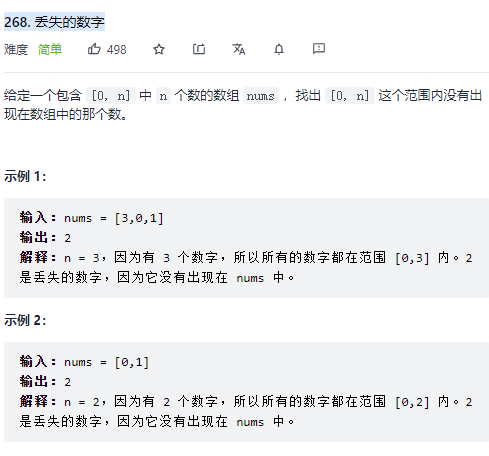 268. 丢失的数字
难度 简单 498
给定一个包含 [0, n] 中 n 个数的数组 nums ，找出 [0, n] 这个范围内没有出
现在数组中的那个数。
示例 1：
输入：nums = [3,0,1]
输出：2
解释：n = 3，因为有 3 个数字，所以所有的数字都在范围 [0,3] 内。2
是丢失的数字，因为它没有出现在 nums 中。
示例 2：
输入：nums = [0,1]
输出：2
解释：n = 2，因为有 2 个数字，所以所有的数字都在范围 [0,2] 内。2
是丢失的数字，因为它没有出现在 nums 中。